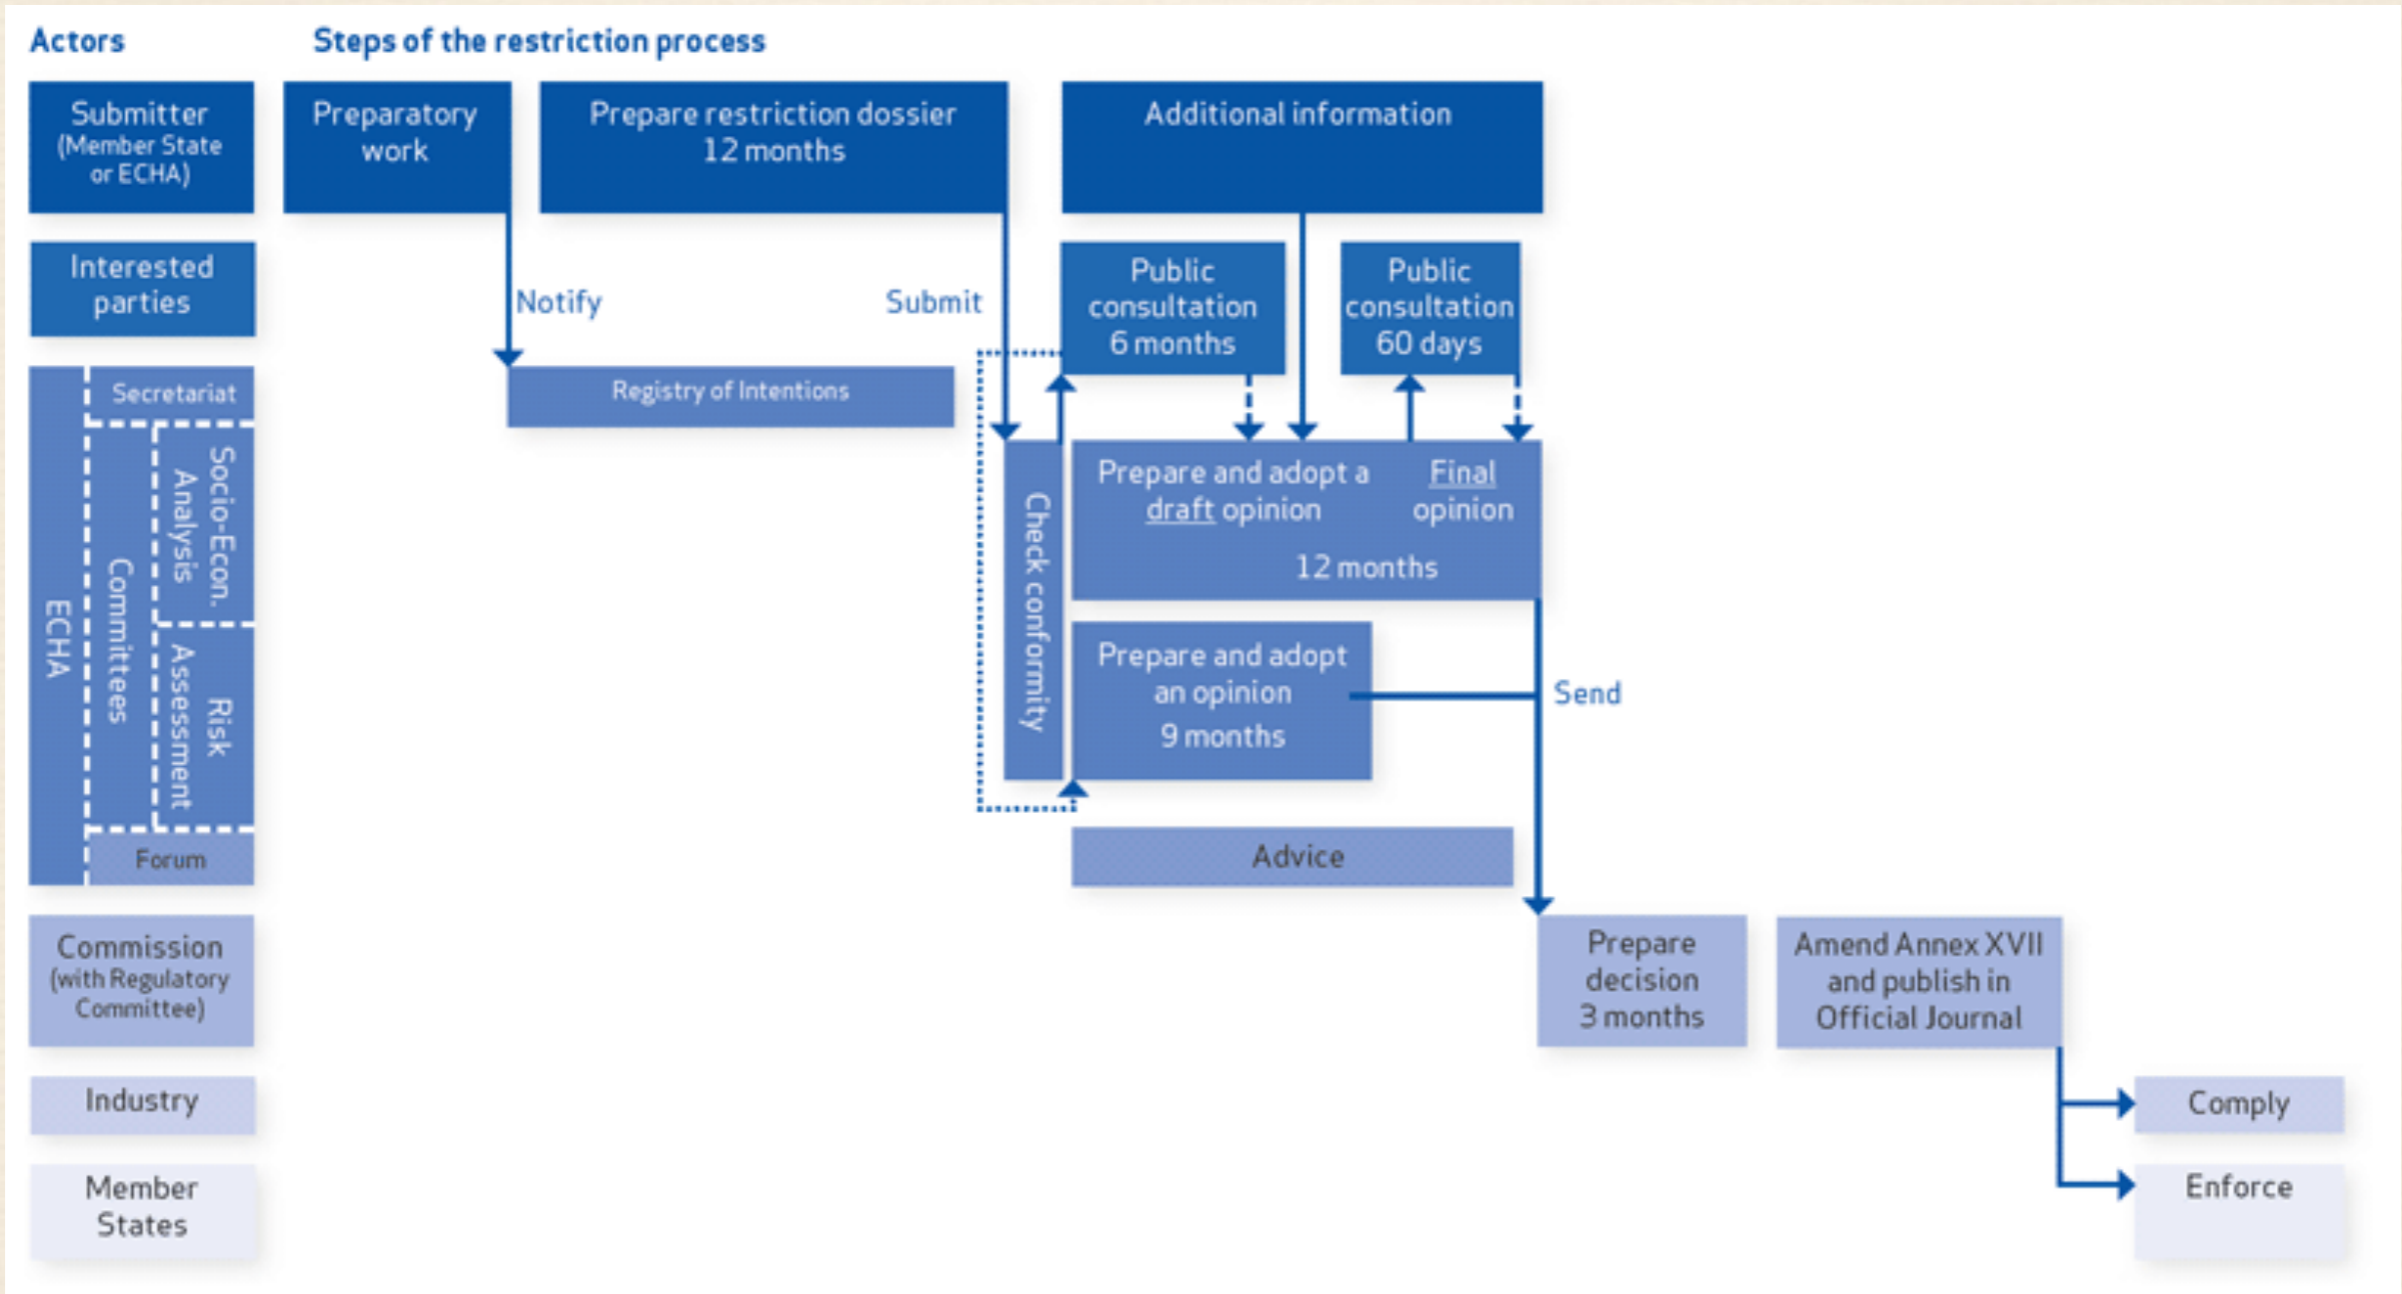 Actors
Steps of the restriction process
Submitter
(Member State
or ECHA)
Preparatory
work
Prepare restriction dossier
12 months
Additional information
Interested
parties
Notify
Submit
Public
consultation
6 months
Public
consultation
60 days
Registry of Intentions
ECHA
Secretariat
Committees
Socio-Econ.
Analysis
Risk
Assessment
Forum
Check conformity
Prepare and adopt a
draft opinion
Final
opinion
12 months
Prepare and adopt
an opinion
9 months
Send
Advice
Commission
(with Regulatory
Committee)
Prepare
decision
3 months
Amend Annex XVII
and publish in
Official Journal
Industry
Comply
Member
States
Enforce